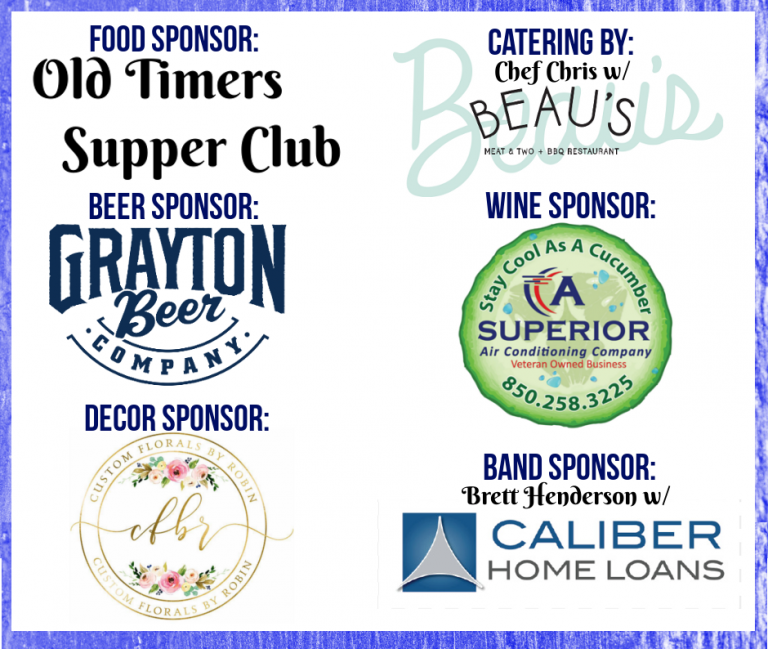 FOOD SPONSOR:
Old Timers
Supper Club
CATERING BY:
Chef Chris w/
Beau's
BEAU'S
MEAT & TWO + BBQ RESTAURANT
BEER SPONSOR:
GRAYTON
Beer
• COMPANY •
WINE SPONSOR:
Stay Cool As A Cucumber
A
SUPERIOR
Air Conditioning Company
Veteran Owned Business
850.258.3225
DECOR SPONSOR:
CUSTOM FLORALS BY ROBIN
cfbr
CUSTOM FLORALS BY ROBIN
BAND SPONSOR:
Brett Henderson w/
CALIBER
HOME LOANS